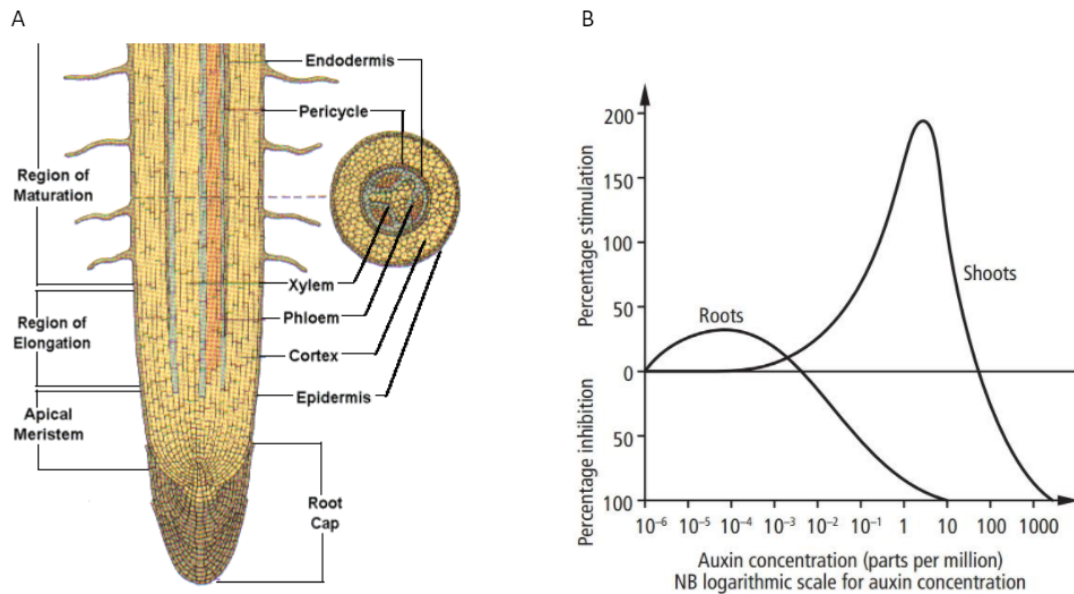 A
Region of
Maturation
Region of
Elongation
Apical
Meristem
Endodermis
Pericycle
Xylem
Phloem
Cortex
Epidermis
Root
Cap
B
Percentage stimulation
Percentage inhibition
200
150
100
50
0
50
100
Roots
Shoots
10⁻⁶ 10⁻⁵ 10⁻⁴ 10⁻³ 10⁻² 10⁻¹ 1 10 100 1000
Auxin concentration (parts per million)
NB logarithmic scale for auxin concentration